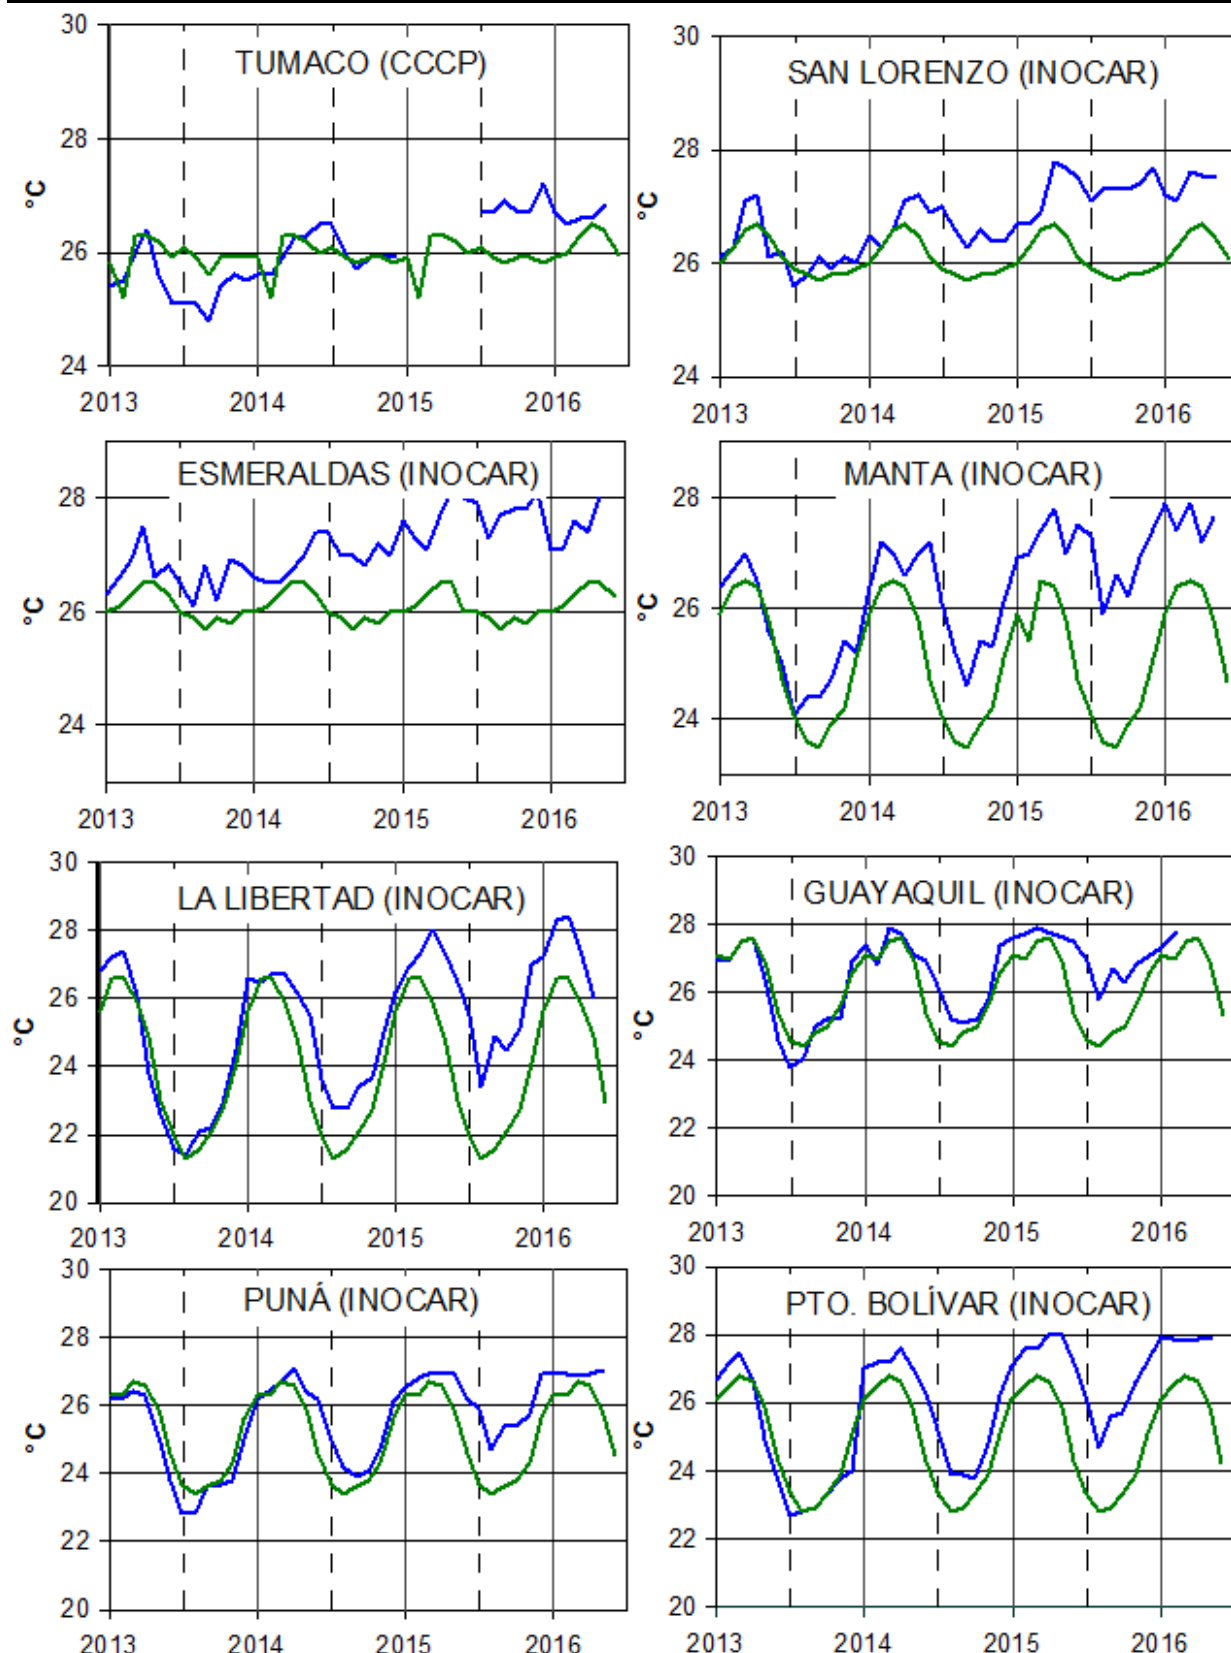 30
TUMACO (CCCP)
28
°C
26
24
2013 2014 2015 2016
30
SAN LORENZO (INOCAR)
28
°C
26
24
2013 2014 2015 2016
ESMERALDAS (INOCAR)
28
°C
26
24
2013 2014 2015 2016
MANTA (INOCAR)
28
°C
26
24
2013 2014 2015 2016
30
LA LIBERTAD (INOCAR)
28
26
°C
24
22
20
2013 2014 2015 2016
30
GUAYAQUIL (INOCAR)
28
26
°C
24
22
20
2013 2014 2015 2016
30
PUNÁ (INOCAR)
28
26
°C
24
22
20
2013 2014 2015 2016
30
PTO. BOLÍVAR (INOCAR)
28
26
°C
24
22
20
2013 2014 2015 2016